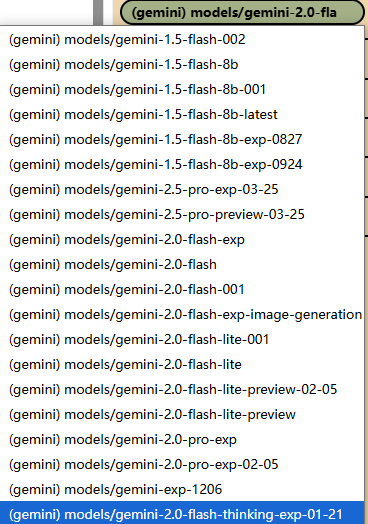 (gemini) models/gemini-2.0-fla
(gemini) models/gemini-1.5-flash-002
(gemini) models/gemini-1.5-flash-8b
(gemini) models/gemini-1.5-flash-8b-001
(gemini) models/gemini-1.5-flash-8b-latest
(gemini) models/gemini-1.5-flash-8b-exp-0827
(gemini) models/gemini-1.5-flash-8b-exp-0924
(gemini) models/gemini-2.5-pro-exp-03-25
(gemini) models/gemini-2.5-pro-preview-03-25
(gemini) models/gemini-2.0-flash-exp
(gemini) models/gemini-2.0-flash
(gemini) models/gemini-2.0-flash-001
(gemini) models/gemini-2.0-flash-exp-image-generation
(gemini) models/gemini-2.0-flash-lite-001
(gemini) models/gemini-2.0-flash-lite
(gemini) models/gemini-2.0-flash-lite-preview-02-05
(gemini) models/gemini-2.0-flash-lite-preview
(gemini) models/gemini-2.0-pro-exp
(gemini) models/gemini-2.0-pro-exp-02-05
(gemini) models/gemini-exp-1206
(gemini) models/gemini-2.0-flash-thinking-exp-01-21